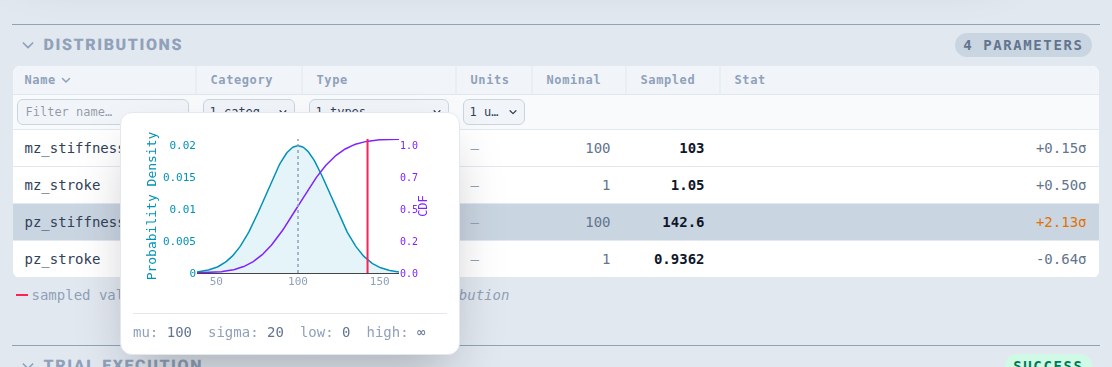 DISTRIBUTIONS 4 PARAMETERS
Name Category Type Units Nominal Sampled Stat
Filter name… 1 categ… 1 types 1 u…
mz_stiffness — 100 103 +0.15σ
mz_stroke — 1 1.05 +0.50σ
pz_stiffness — 100 142.6 +2.13σ
pz_stroke — 1 0.9362 -0.64σ
sampled val bution
Probability Density
0.02
0.015
0.01
0.005
0
50 100 150
1.0
0.7
0.5
0.2
0.0
CDF
mu: 100 sigma: 20 low: 0 high: ∞
TRIAL EXECUTION SUCCESS